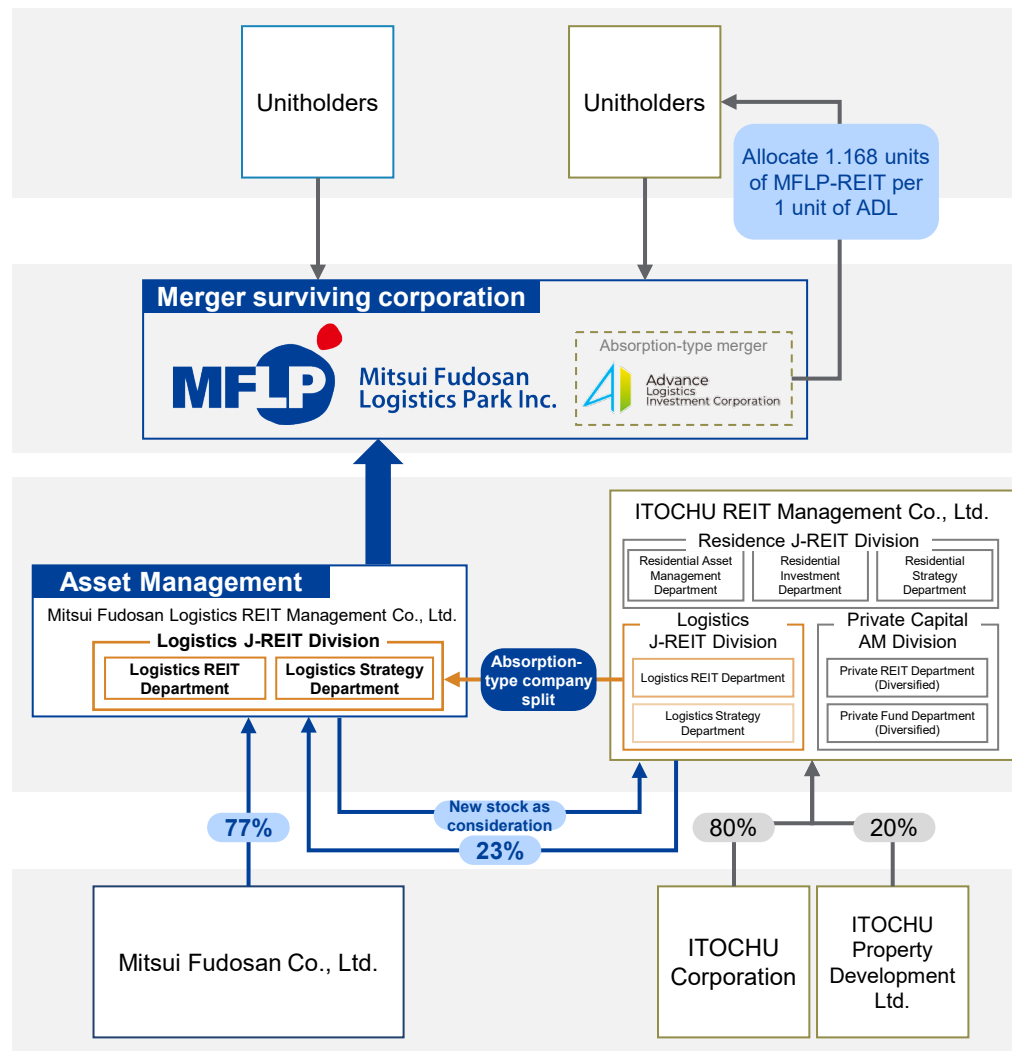 Unitholders
Unitholders
Allocate 1.168 units
of MFLP-REIT per
1 unit of ADL
Merger surviving corporation
MFLP
Mitsui Fudosan
Logistics Park Inc.
Absorption-type merger
Advance
Logistics
Investment Corporation
ITOCHU REIT Management Co., Ltd.
Residence J-REIT Division
Residential Asset
Management
Department
Residential
Investment
Department
Residential
Strategy
Department
Asset Management
Mitsui Fudosan Logistics REIT Management Co., Ltd.
Logistics J-REIT Division
Logistics REIT
Department
Logistics Strategy
Department
Absorption-
type company
split
Logistics
J-REIT Division
Logistics REIT Department
Logistics Strategy
Department
Private Capital
AM Division
Private REIT Department
(Diversified)
Private Fund Department
(Diversified)
New stock as
consideration
77%
23%
80%
20%
Mitsui Fudosan Co., Ltd.
ITOCHU
Corporation
ITOCHU
Property
Development
Ltd.